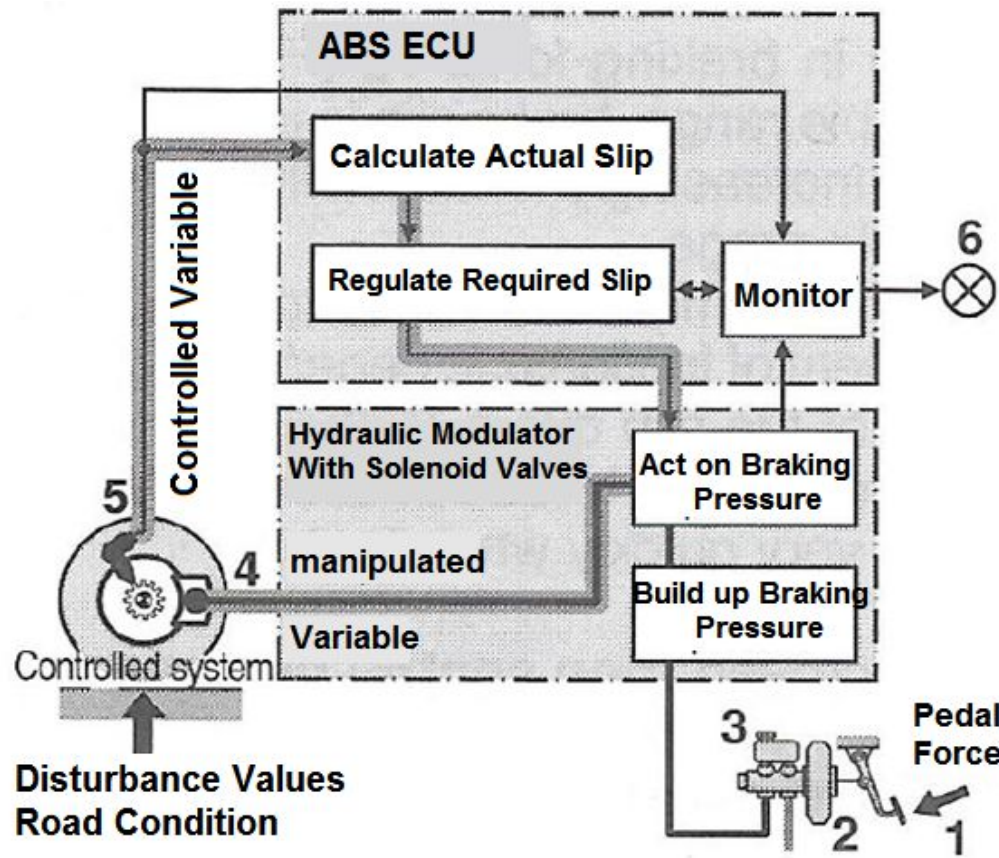 ABS ECU
Calculate Actual Slip
Regulate Required Slip
Monitor
6
Controlled Variable
Hydraulic Modulator
With Solenoid Valves
Act on Braking
Pressure
5
4
manipulated
Variable
Build up Braking
Pressure
Controlled system
Disturbance Values
Road Condition
3
2
Pedal
Force
1